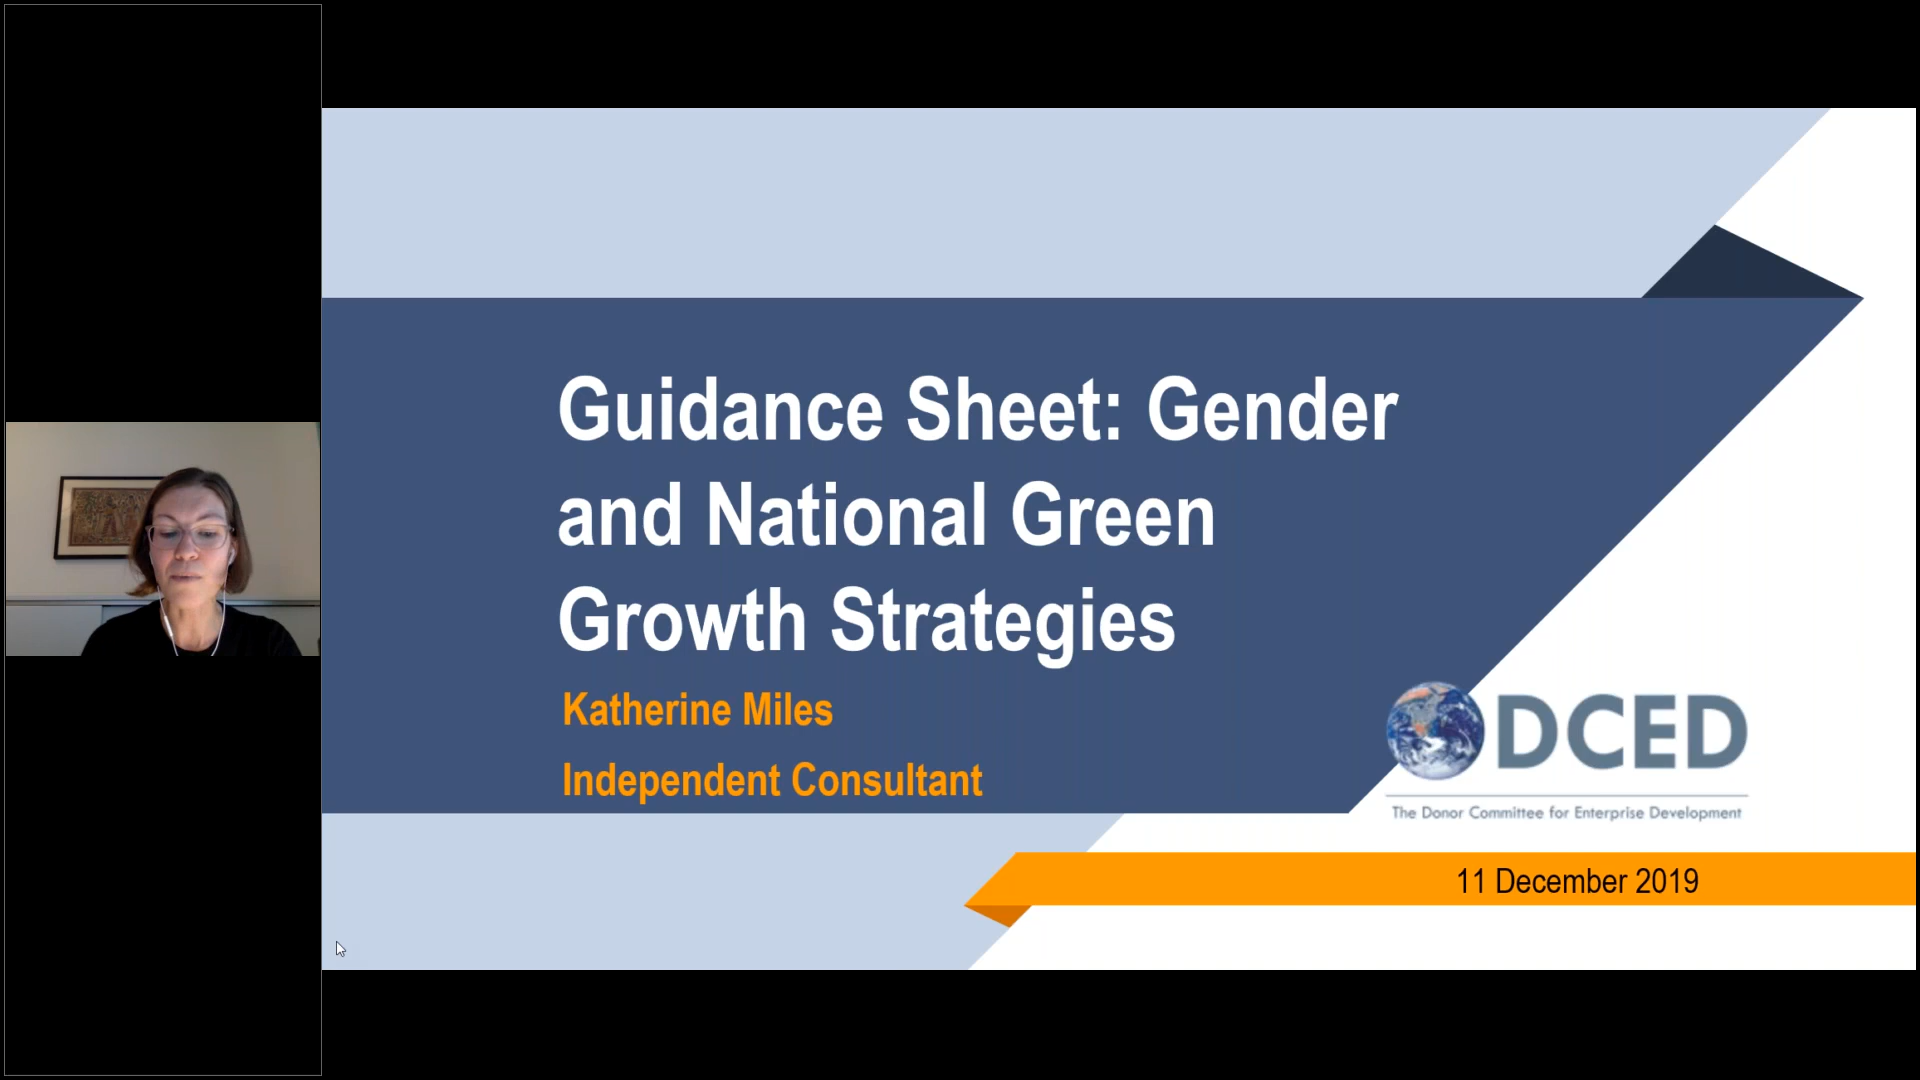 Guidance Sheet: Gender
and National Green
Growth Strategies
Katherine Miles
Independent Consultant
DCED
The Donor Committee for Enterprise Development
11 December 2019